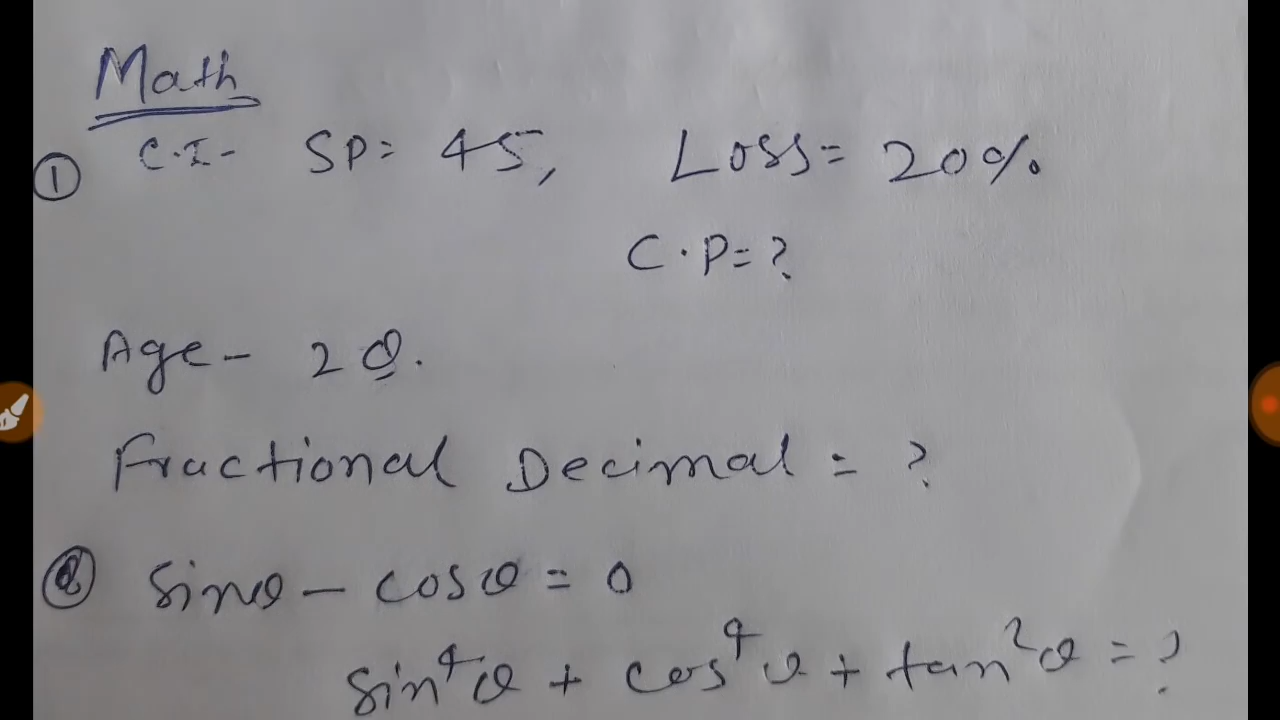 Math
① C.I- SP= 45, Loss= 20%
C.P=?
Age- 2Q.
Fractional Decimal = ?
② sinθ - cosθ = 0
sin⁴θ + cos⁴θ + tan²θ = ?